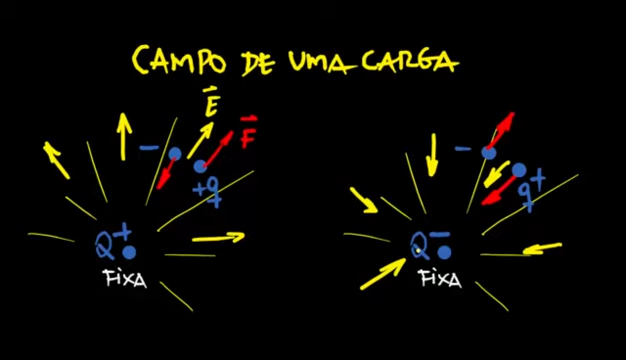 CAMPO DE UMA CARGA
E
F
- -
+q q+
Q+ Q-
FIXA FIXA